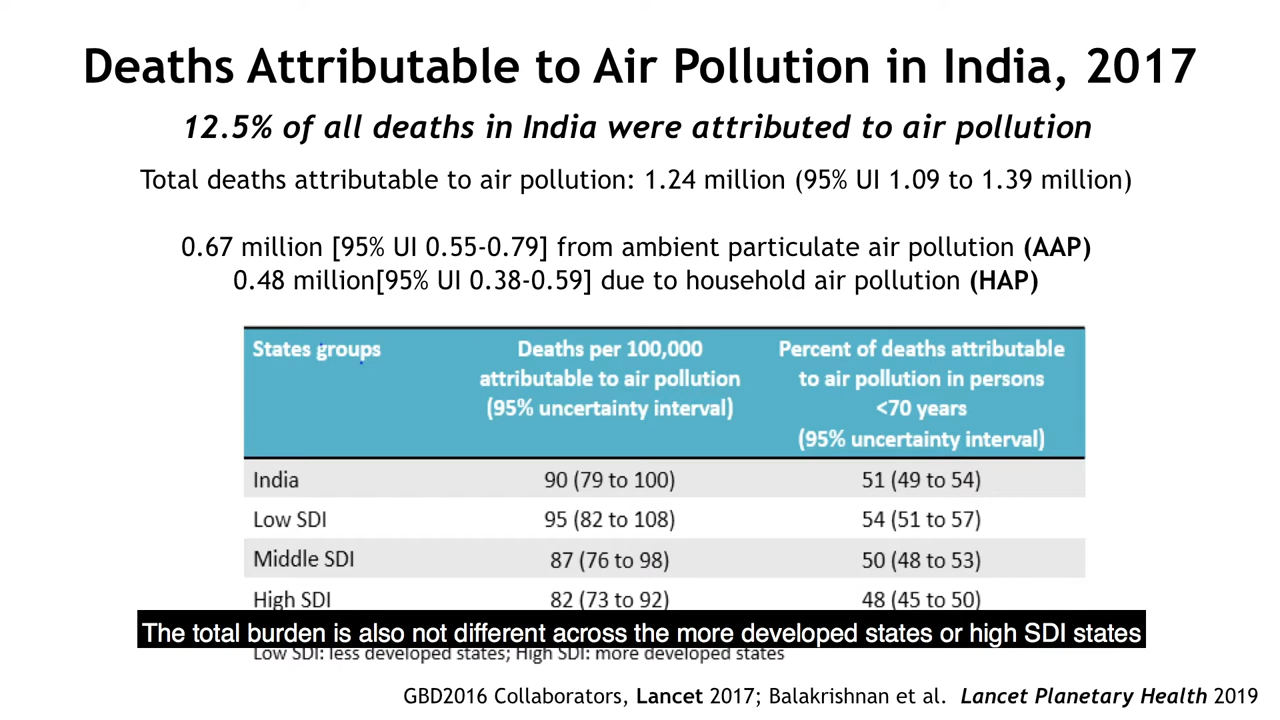 Deaths Attributable to Air Pollution in India, 2017
12.5% of all deaths in India were attributed to air pollution
Total deaths attributable to air pollution: 1.24 million (95% UI 1.09 to 1.39 million)
0.67 million [95% UI 0.55-0.79] from ambient particulate air pollution (AAP)
0.48 million[95% UI 0.38-0.59] due to household air pollution (HAP)
States groups
Deaths per 100,000
attributable to air pollution
(95% uncertainty interval)
Percent of deaths attributable
to air pollution in persons
<70 years
(95% uncertainty interval)
India 90 (79 to 100) 51 (49 to 54)
Low SDI 95 (82 to 108) 54 (51 to 57)
Middle SDI 87 (76 to 98) 50 (48 to 53)
High SDI 82 (73 to 92) 48 (45 to 50)
The total burden is also not different across the more developed states or high SDI states
Low SDI: less developed states; High SDI: more developed states
GBD2016 Collaborators, Lancet 2017; Balakrishnan et al. Lancet Planetary Health 2019